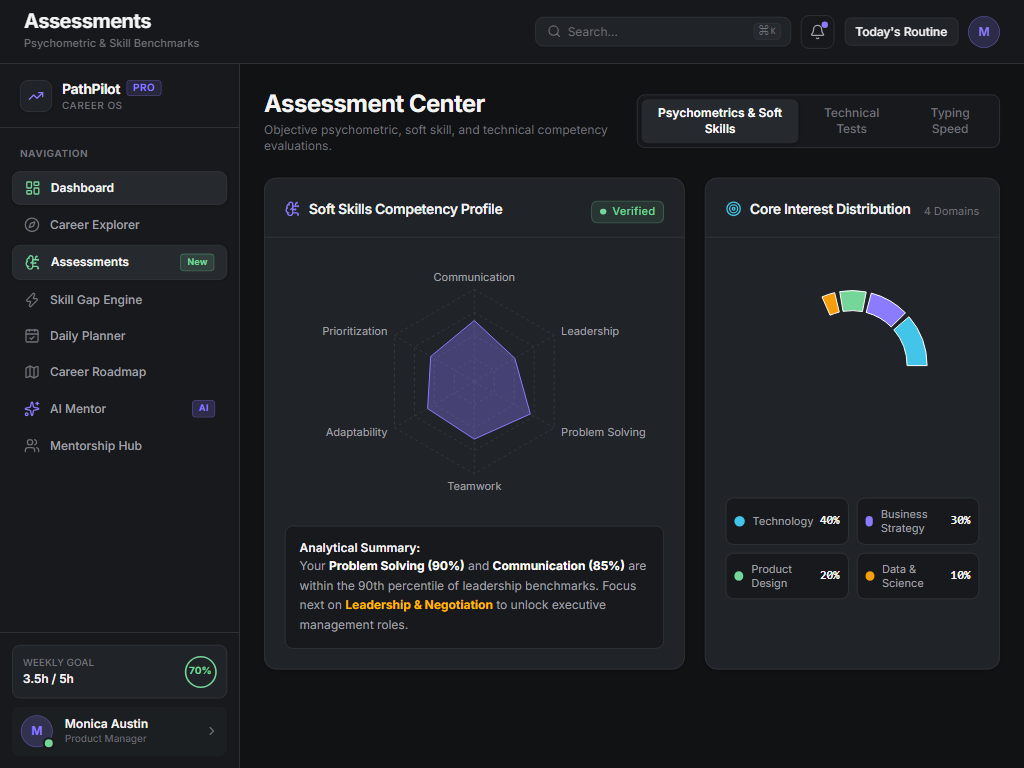 Assessments
Psychometric & Skill Benchmarks
Search...
⌘K
Today's Routine
M
PathPilot PRO
CAREER OS
NAVIGATION
Dashboard
Career Explorer
Assessments New
Skill Gap Engine
Daily Planner
Career Roadmap
AI Mentor AI
Mentorship Hub
WEEKLY GOAL
3.5h / 5h
70%
M
Monica Austin
Product Manager
Assessment Center
Objective psychometric, soft skill, and technical competency
evaluations.
Psychometrics & Soft
Skills
Technical
Tests
Typing
Speed
Soft Skills Competency Profile
Verified
Communication
Leadership
Problem Solving
Teamwork
Adaptability
Prioritization
Analytical Summary:
Your Problem Solving (90%) and Communication (85%) are
within the 90th percentile of leadership benchmarks. Focus
next on Leadership & Negotiation to unlock executive
management roles.
Core Interest Distribution
4 Domains
Technology 40%
Business
Strategy
30%
Product
Design
20%
Data &
Science
10%